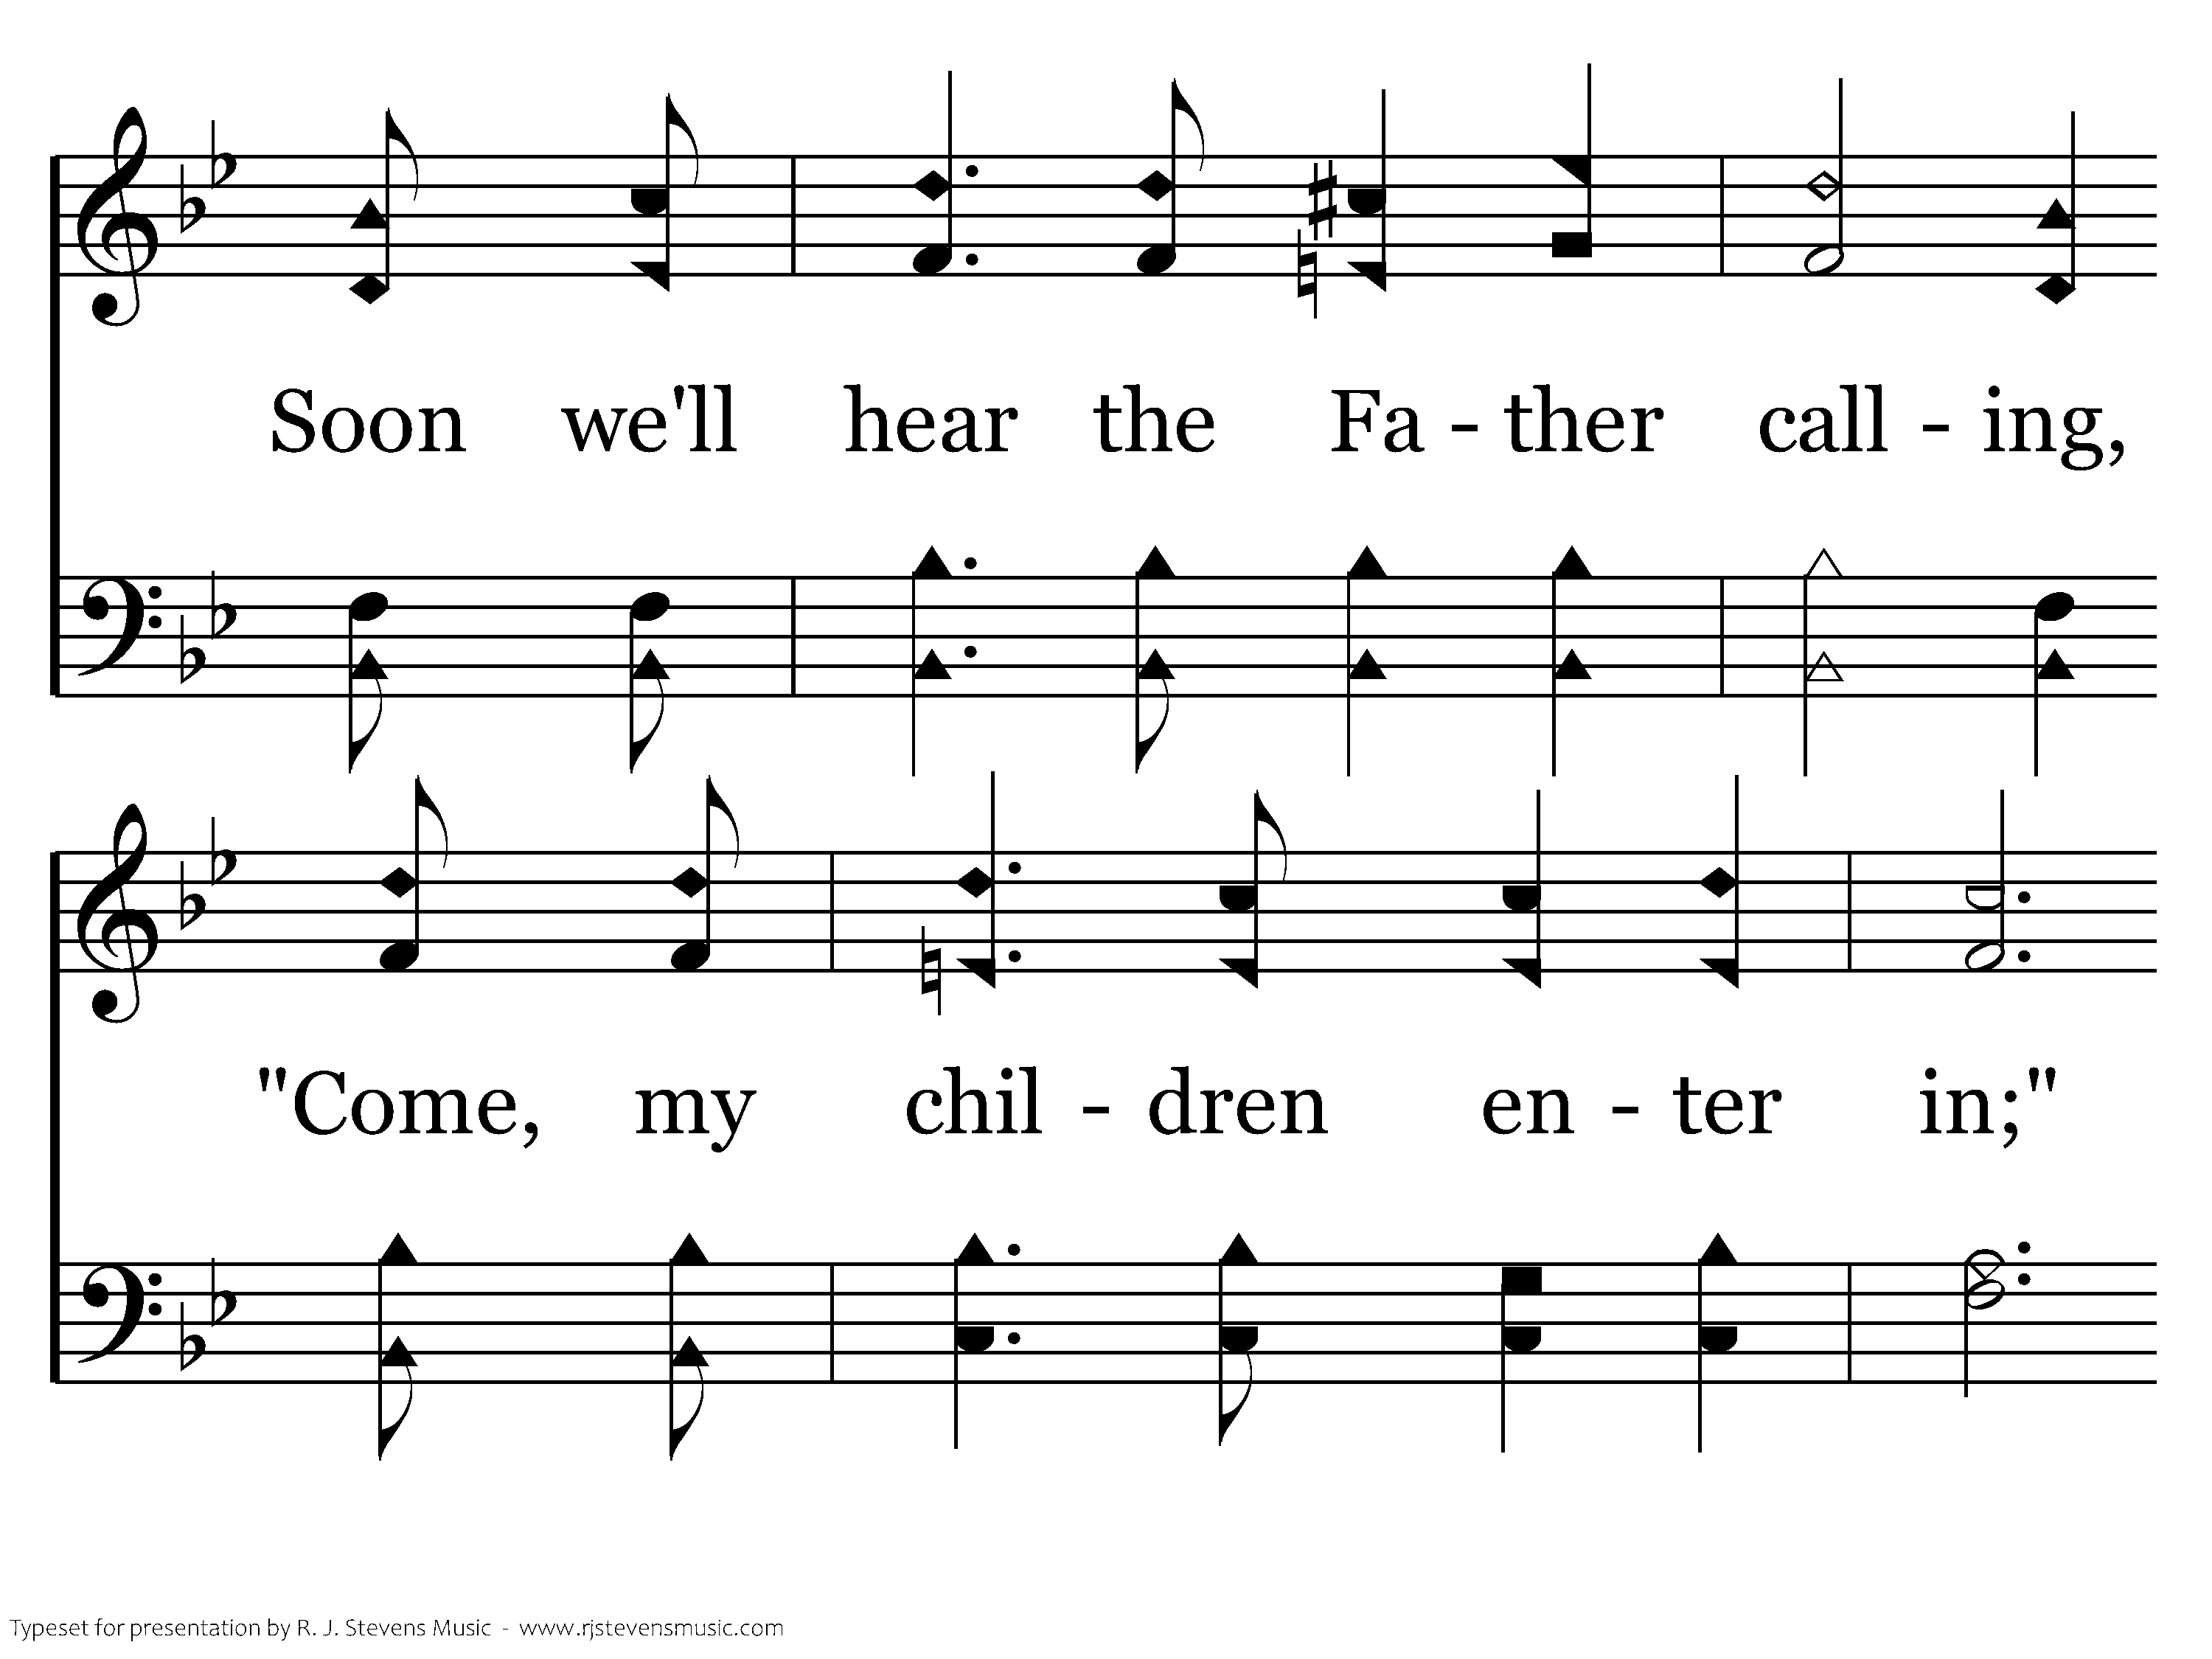 Soon we'll hear the Fa - ther call - ing,
"Come, my chil - dren en - ter in;"
Typeset for presentation by R. J. Stevens Music - www.rjstevensmusic.com